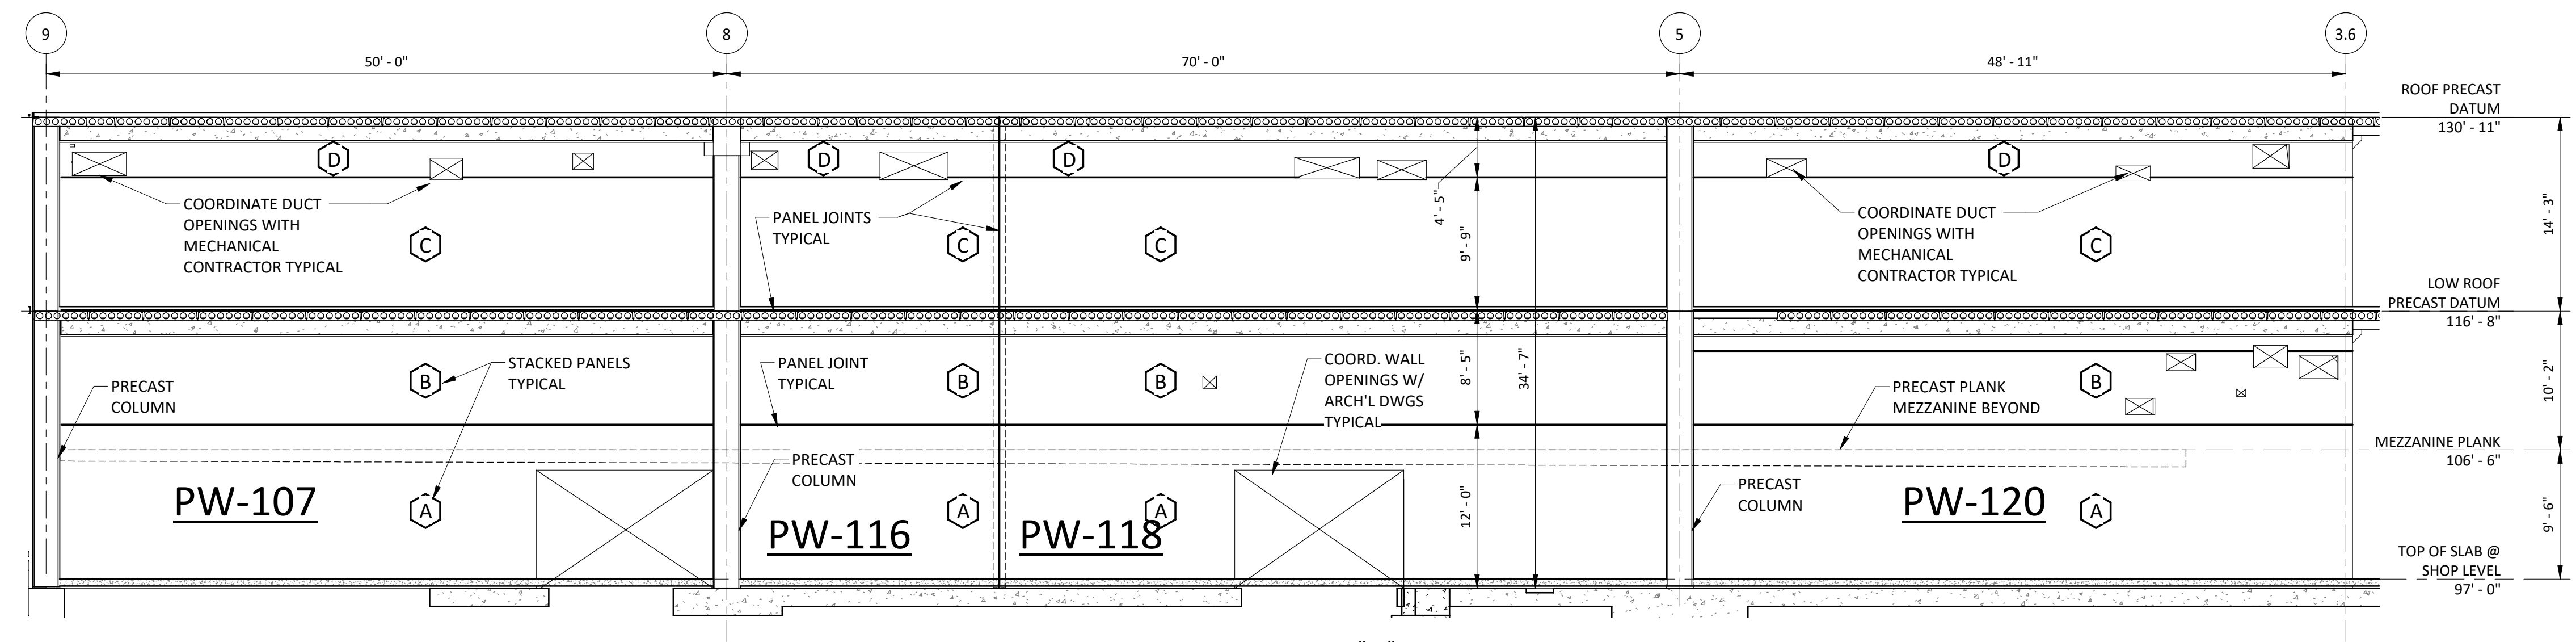 9
8
5
3.6
50' - 0"
70' - 0"
48' - 11"
ROOF PRECAST
DATUM
130' - 11"
D
D
D
D
COORDINATE DUCT
OPENINGS WITH
MECHANICAL
CONTRACTOR TYPICAL
C
PANEL JOINTS
TYPICAL
C
C
4' - 5"
9' - 9"
COORDINATE DUCT
OPENINGS WITH
MECHANICAL
CONTRACTOR TYPICAL
C
14' - 3"
LOW ROOF
PRECAST DATUM
116' - 8"
PRECAST
COLUMN
STACKED PANELS
TYPICAL
B
PANEL JOINT
TYPICAL
B
B
COORD. WALL
OPENINGS W/
ARCH'L DWGS
TYPICAL
8' - 5"
34' - 7"
B
PRECAST PLANK
MEZZANINE BEYOND
10' - 2"
MEZZANINE PLANK
106' - 6"
PW-107
A
PRECAST
COLUMN
PW-116
A
PW-118
A
12' - 0"
PRECAST
COLUMN
PW-120
A
9' - 6"
TOP OF SLAB @
SHOP LEVEL
97' - 0"